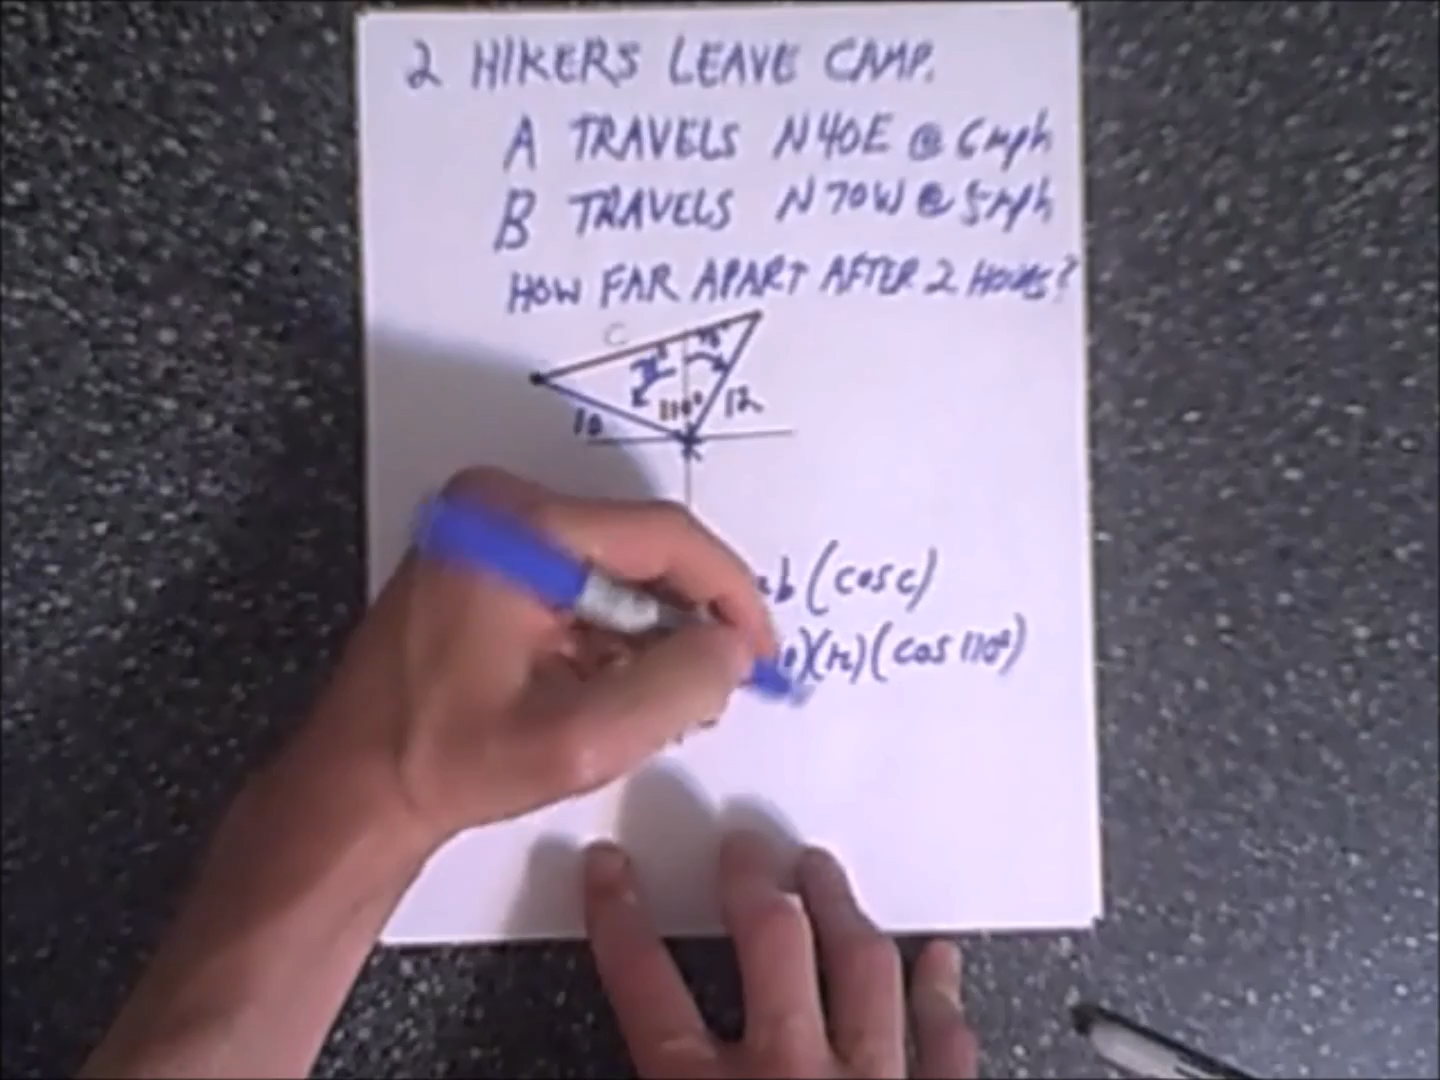 2 HIKERS LEAVE CAMP.
A TRAVELS N40E @ 6mph
B TRAVELS N70W @ 5mph
HOW FAR APART AFTER 2 HOURS?
C
10
110°
12
ab (cos c)
)(12)(cos 110°)